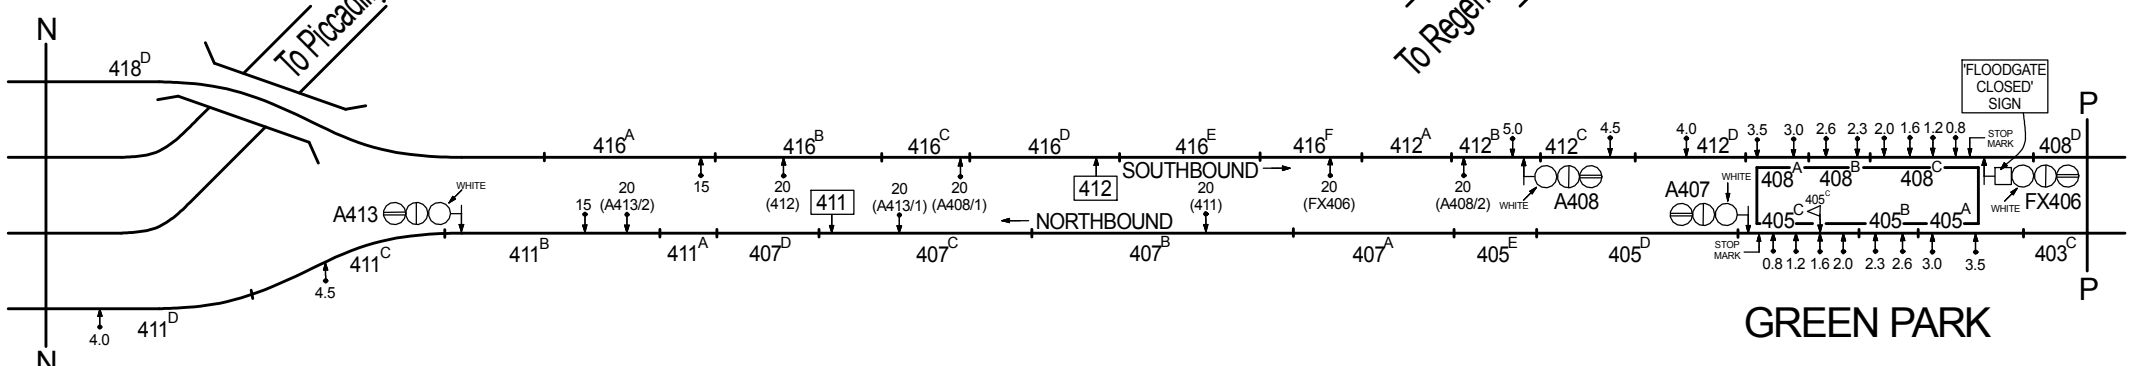 N
To Piccadilly
To Regen
'FLOODGATE
CLOSED'
SIGN
P
418D
416A
416B
416C
416D
416E
416F
412A
412B
5.0
412C
4.5
4.0
412D
3.5
3.0
2.6
2.3
2.0
1.6
1.2
0.8
STOP
MARK
408D
SOUTHBOUND
15
20
(412)
20
(A408/1)
412
20
(FX406)
20
(A408/2)
WHITE
A408
408A
408B
408C
WHITE
FX406
A413
WHITE
15
20
(A413/2)
411
20
(A413/1)
20
(411)
NORTHBOUND
A407
WHITE
405C
405C
405B
405A
411C
411B
411A
407D
407C
407B
407A
405E
405D
STOP
MARK
0.8
1.2
1.6
2.0
2.3
2.6
3.0
3.5
403C
4.5
4.0
411D
GREEN PARK
P
N